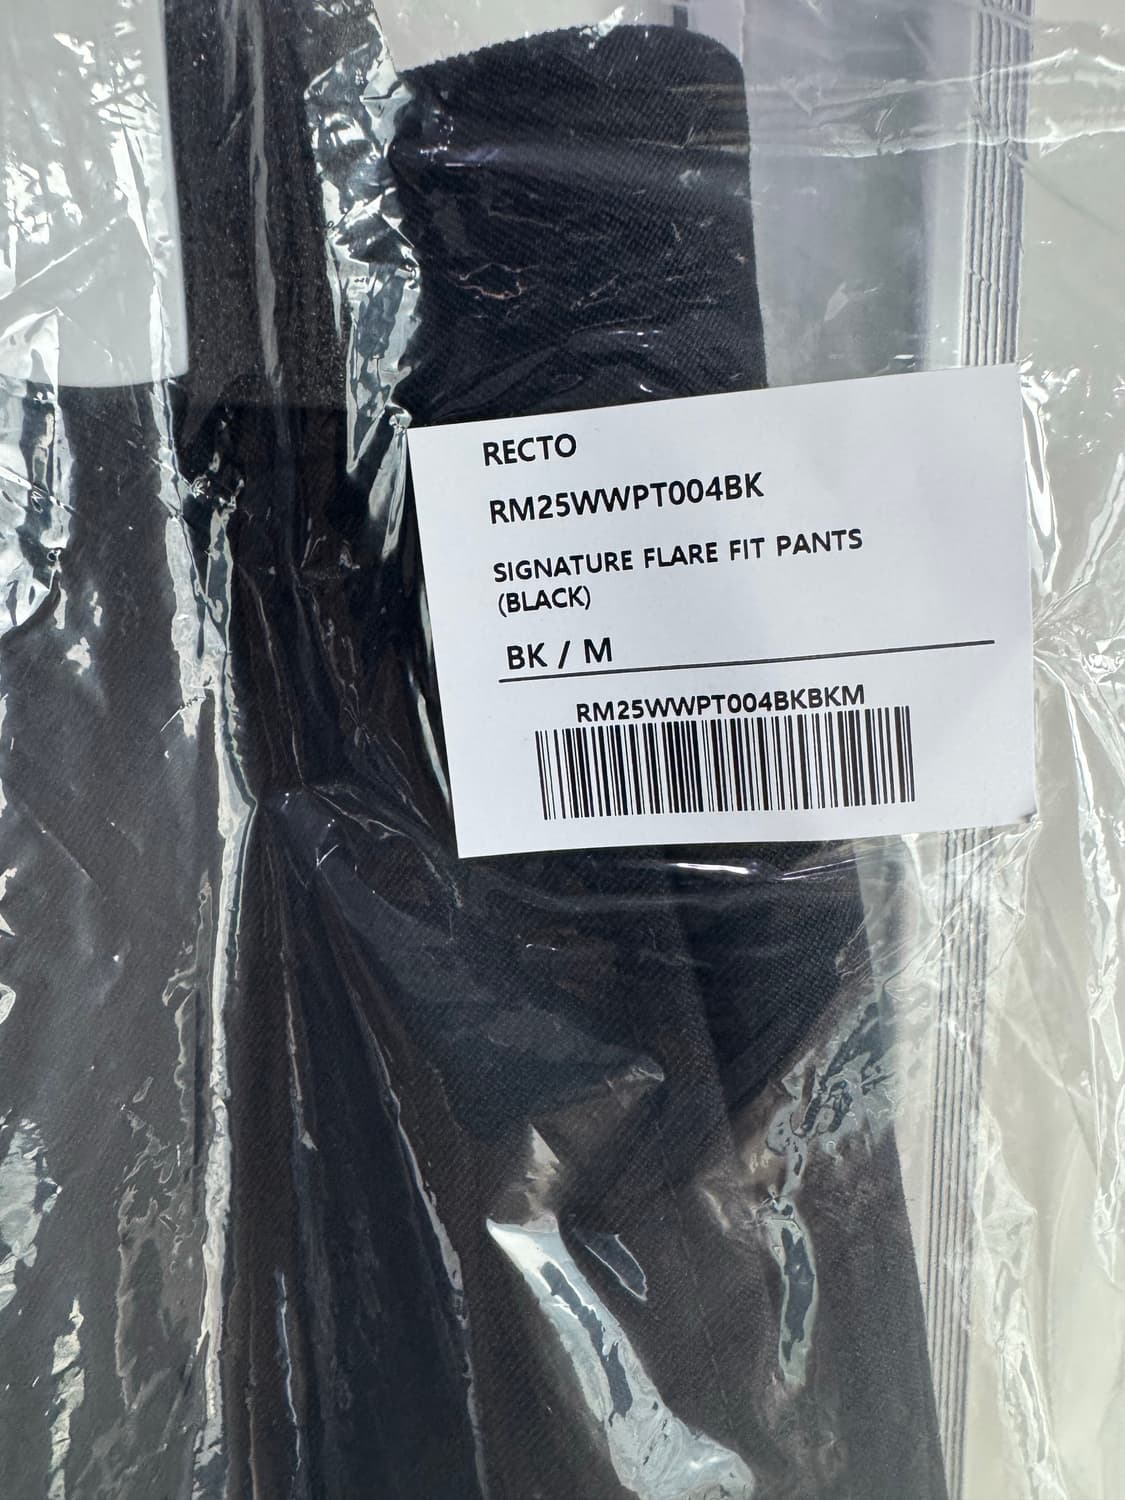 RECTO
RM25WWPT004BK
SIGNATURE FLARE FIT PANTS
(BLACK)
BK / M
RM25WWPT004BKBKM